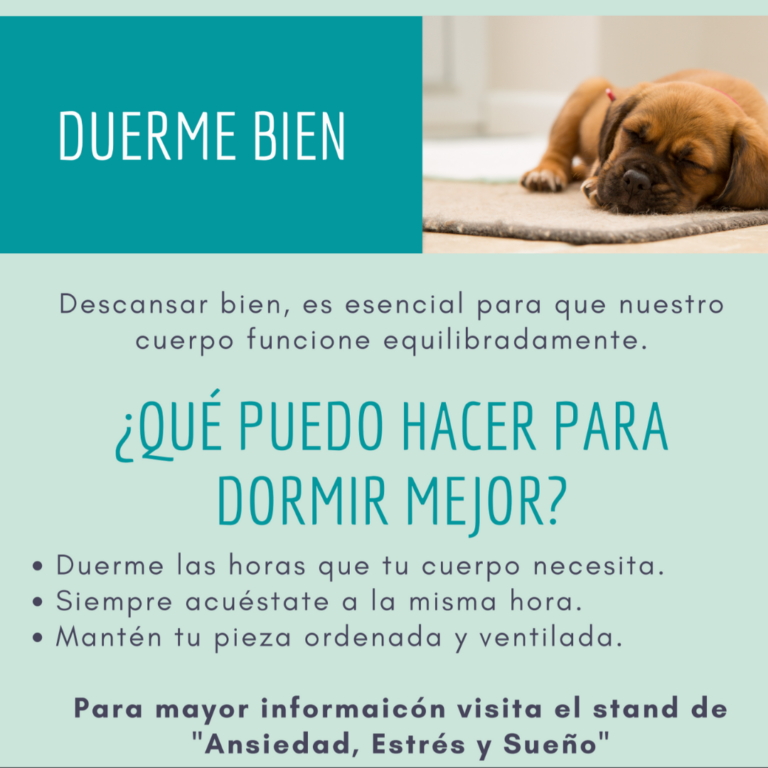 DUERME BIEN
Descansar bien, es esencial para que nuestro
cuerpo funcione equilibradamente.
¿QUÉ PUEDO HACER PARA
DORMIR MEJOR?
• Duerme las horas que tu cuerpo necesita.
• Siempre acuéstate a la misma hora.
• Mantén tu pieza ordenada y ventilada.
Para mayor informaicón visita el stand de
"Ansiedad, Estrés y Sueño"